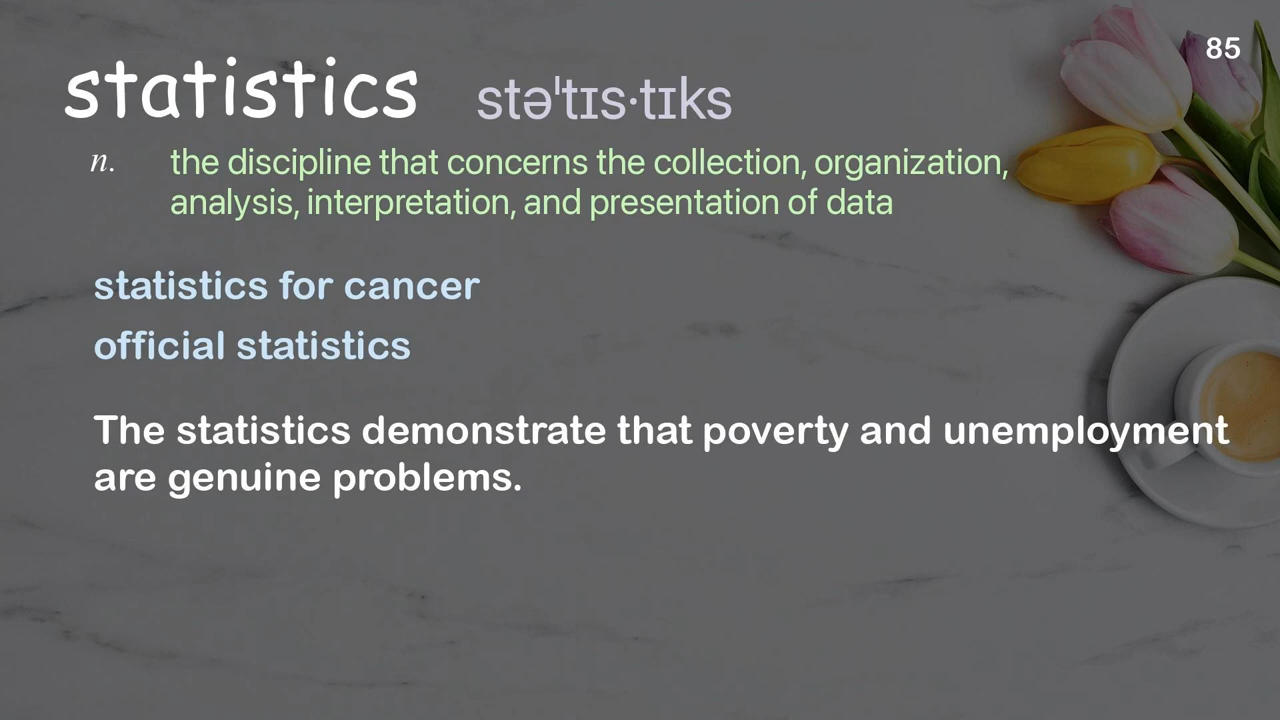 85
statistics stəˈtɪs·tɪks
n. the discipline that concerns the collection, organization,
analysis, interpretation, and presentation of data
statistics for cancer
official statistics
The statistics demonstrate that poverty and unemployment
are genuine problems.